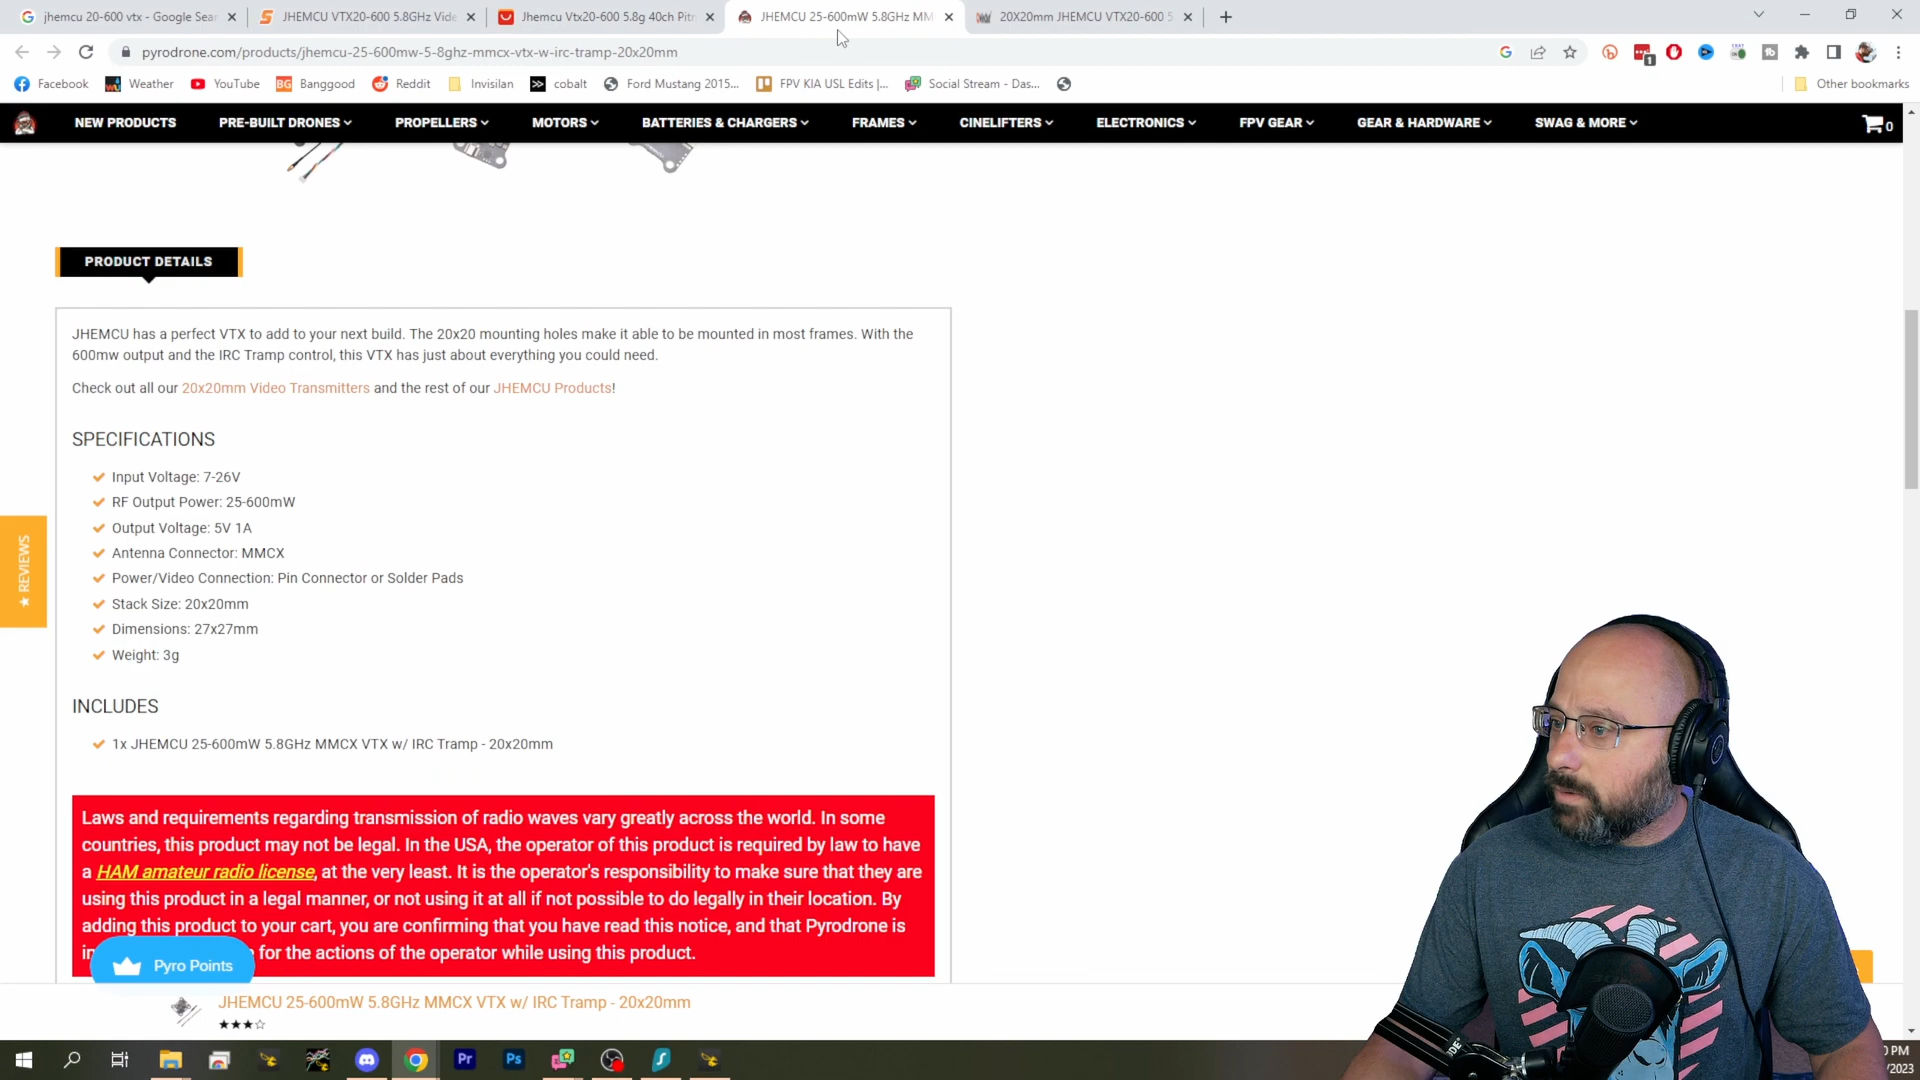 jhemcu 20-600 vtx - Google Sear
JHEMCU VTX20-600 5.8GHz Vide
Jhemcu Vtx20-600 5.8g 40ch Pitr
JHEMCU 25-600mW 5.8GHz MM
20X20mm JHEMCU VTX20-600 5
pyrodrone.com/products/jhemcu-25-600mw-5-8ghz-mmcx-vtx-w-irc-tramp-20x20mm
Facebook
Weather
YouTube
BG Banggood
Reddit
Invisilan
cobalt
Ford Mustang 2015...
FPV KIA USL Edits |...
Social Stream - Das...
Other bookmarks
NEW PRODUCTS
PRE-BUILT DRONES
PROPELLERS
MOTORS
BATTERIES & CHARGERS
FRAMES
CINELIFTERS
ELECTRONICS
FPV GEAR
GEAR & HARDWARE
SWAG & MORE
0
PRODUCT DETAILS
JHEMCU has a perfect VTX to add to your next build. The 20x20 mounting holes make it able to be mounted in most frames. With the
600mw output and the IRC Tramp control, this VTX has just about everything you could need.
Check out all our 20x20mm Video Transmitters and the rest of our JHEMCU Products!
SPECIFICATIONS
Input Voltage: 7-26V
RF Output Power: 25-600mW
Output Voltage: 5V 1A
Antenna Connector: MMCX
Power/Video Connection: Pin Connector or Solder Pads
Stack Size: 20x20mm
Dimensions: 27x27mm
Weight: 3g
★ REVIEWS
INCLUDES
1x JHEMCU 25-600mW 5.8GHz MMCX VTX w/ IRC Tramp - 20x20mm
Laws and requirements regarding transmission of radio waves vary greatly across the world. In some
countries, this product may not be legal. In the USA, the operator of this product is required by law to have
a HAM amateur radio license, at the very least. It is the operator's responsibility to make sure that they are
using this product in a legal manner, or not using it at all if not possible to do legally in their location. By
adding this product to your cart, you are confirming that you have read this notice, and that Pyrodrone is
for the actions of the operator while using this product.
Pyro Points
JHEMCU 25-600mW 5.8GHz MMCX VTX w/ IRC Tramp - 20x20mm
★★★☆
Pr
Ps
PM
/2023